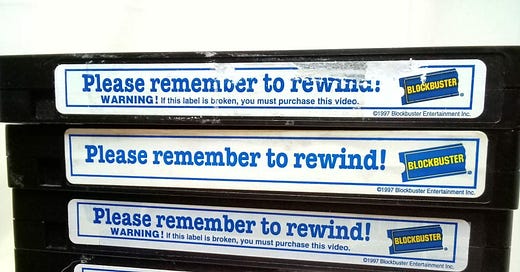 Please remember to rewind!
WARNING! If this label is broken, you must purchase this video.
BLOCKBUSTER®
©1997 Blockbuster Entertainment Inc.
Please remember to rewind!
BLOCKBUSTER®
©1997 Blockbuster Entertainment Inc.
Please remember to rewind!
WARNING! If this label is broken, you must purchase this video.
BLOCKBUSTER®
©1997 Blockbuster Entertainment Inc.